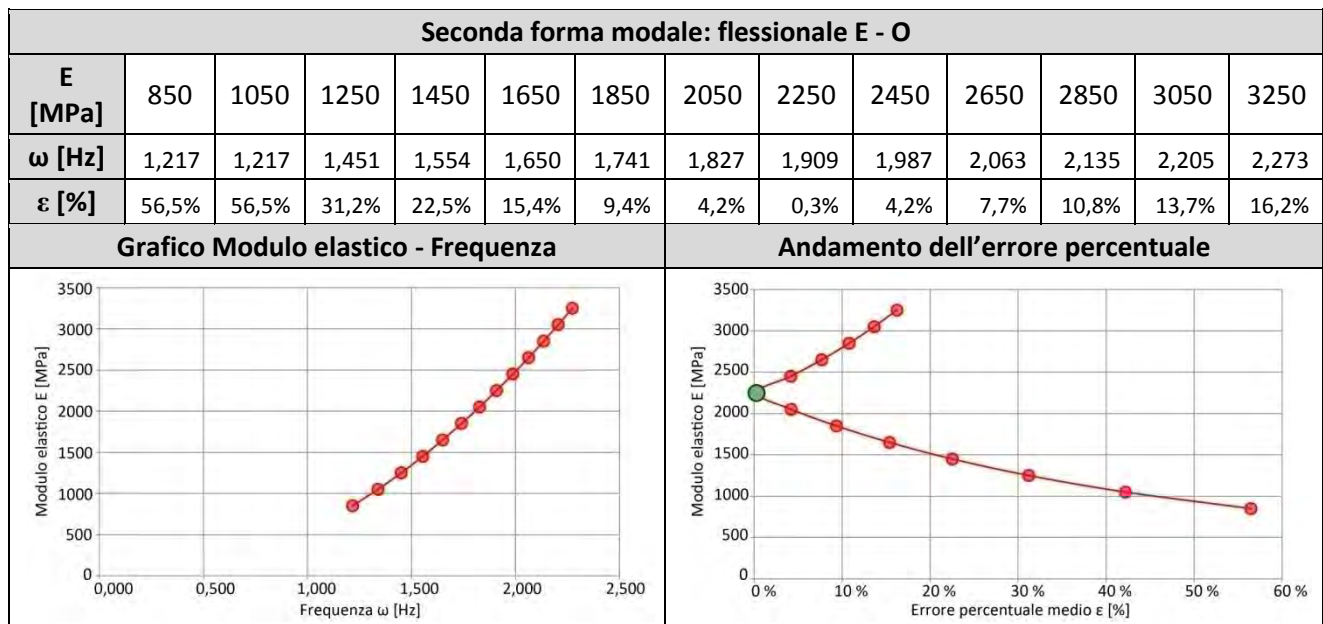 Seconda forma modale: flessionale E - O
E [MPa] 850 1050 1250 1450 1650 1850 2050 2250 2450 2650 2850 3050 3250
ω [Hz] 1,217 1,217 1,451 1,554 1,650 1,741 1,827 1,909 1,987 2,063 2,135 2,205 2,273
ε [%] 56,5% 56,5% 31,2% 22,5% 15,4% 9,4% 4,2% 0,3% 4,2% 7,7% 10,8% 13,7% 16,2%
Grafico Modulo elastico - Frequenza
Andamento dell'errore percentuale
Modulo elastico E [MPa]
3500
3000
2500
2000
1500
1000
500
0
0,000 0,500 1,000 1,500 2,000 2,500
Frequenza ω [Hz]
Modulo elastico E [MPa]
3500
3000
2500
2000
1500
1000
500
0
0 % 10 % 20 % 30 % 40 % 50 % 60 %
Errore percentuale medio ε [%]